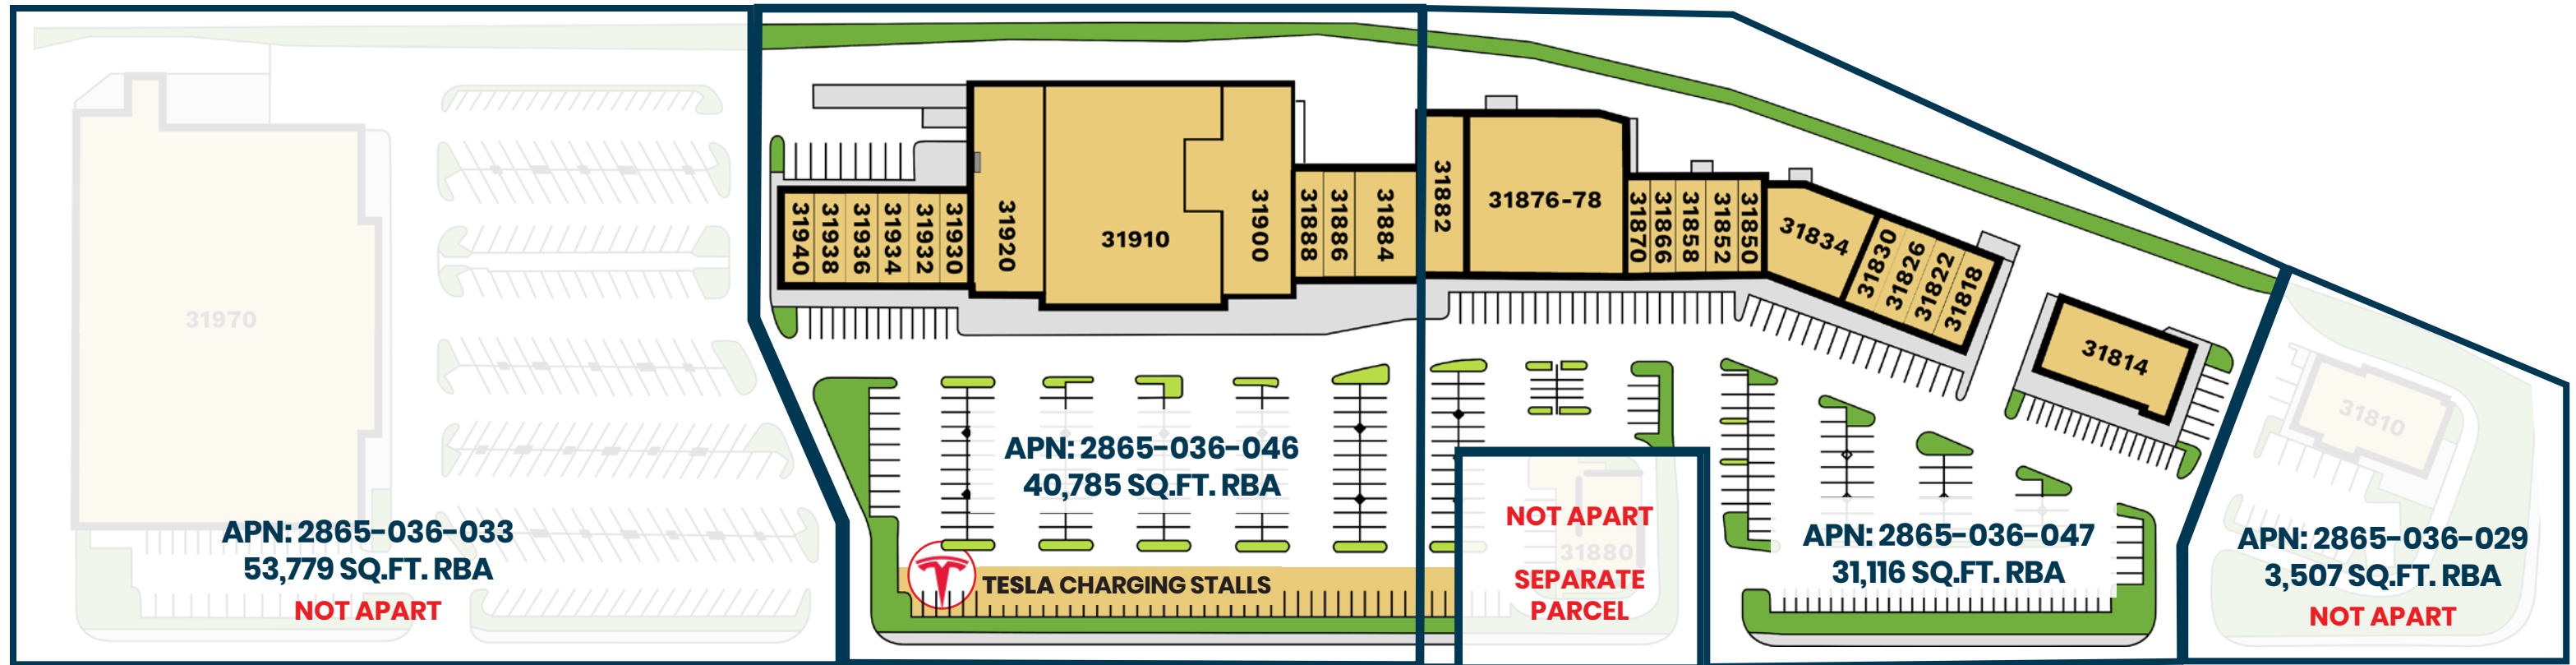 31970
APN: 2865-036-033
53,779 SQ.FT. RBA
NOT APART
31940
31938
31936
31934
31932
31930
31920
31910
31900
31888
31886
31884
31882
31876-78
31870
31866
31858
31852
31850
31834
31830
31826
31822
31818
31814
31810
APN: 2865-036-046
40,785 SQ.FT. RBA
TESLA CHARGING STALLS
NOT APART
31880
SEPARATE
PARCEL
APN: 2865-036-047
31,116 SQ.FT. RBA
APN: 2865-036-029
3,507 SQ.FT. RBA
NOT APART